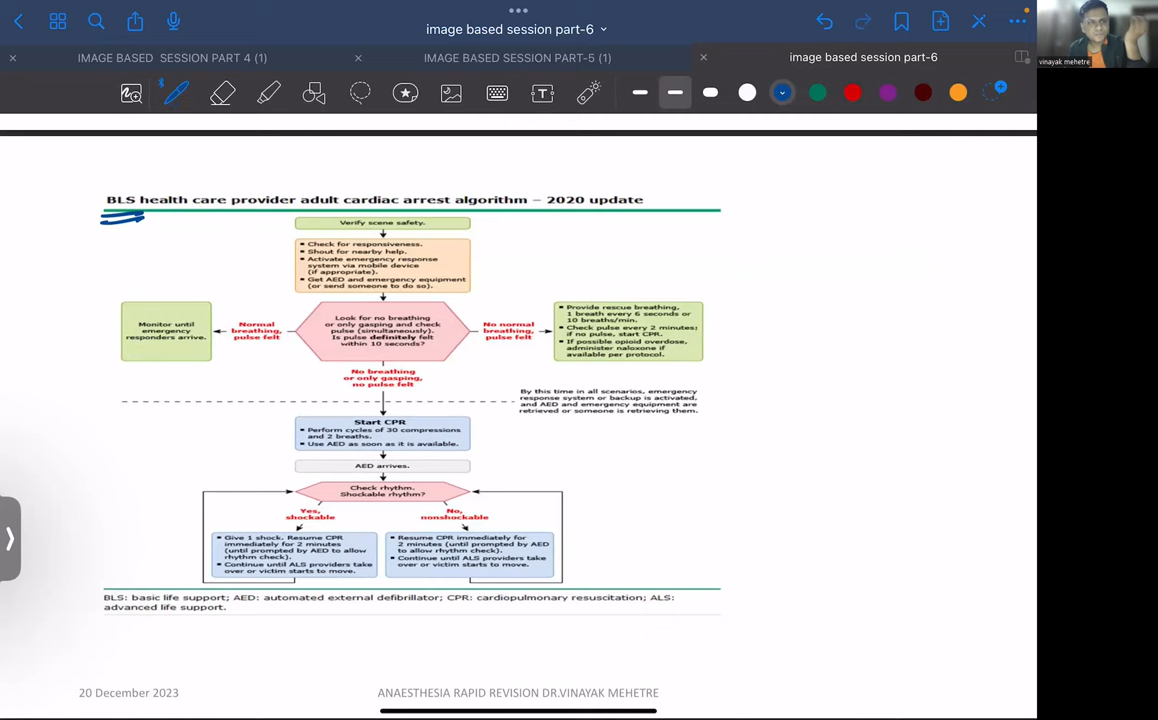 image based session part-6
IMAGE BASED SESSION PART 4 (1)
IMAGE BASED SESSION PART-5 (1)
image based session part-6
vinayak mehetre
BLS health care provider adult cardiac arrest algorithm – 2020 update
Verify scene safety.
▪ Check for responsiveness.
▪ Shout for nearby help.
▪ Activate emergency response
system via mobile device
(if appropriate).
▪ Get AED and emergency equipment
(or send someone to do so).
Monitor until
emergency
responders arrive.
Normal
breathing,
pulse felt
Look for no breathing
or only gasping and check
pulse (simultaneously).
Is pulse definitely felt
within 10 seconds?
No normal
breathing,
pulse felt
▪ Provide rescue breathing,
1 breath every 6 seconds or
10 breaths/min.
▪ Check pulse every 2 minutes;
if no pulse, start CPR.
▪ If possible opioid overdose,
administer naloxone if
available per protocol.
No breathing
or only gasping,
no pulse felt
By this time in all scenarios, emergency
response system or backup is activated,
and AED and emergency equipment are
retrieved or someone is retrieving them.
Start CPR
▪ Perform cycles of 30 compressions
and 2 breaths.
▪ Use AED as soon as it is available.
AED arrives.
Check rhythm.
Shockable rhythm?
Yes,
shockable
No,
nonshockable
▪ Give 1 shock. Resume CPR
immediately for 2 minutes
(until prompted by AED to allow
rhythm check).
▪ Continue until ALS providers take
over or victim starts to move.
▪ Resume CPR immediately for
2 minutes (until prompted by AED
to allow rhythm check).
▪ Continue until ALS providers take
over or victim starts to move.
BLS: basic life support; AED: automated external defibrillator; CPR: cardiopulmonary resuscitation; ALS:
advanced life support.
20 December 2023
ANAESTHESIA RAPID REVISION DR.VINAYAK MEHETRE